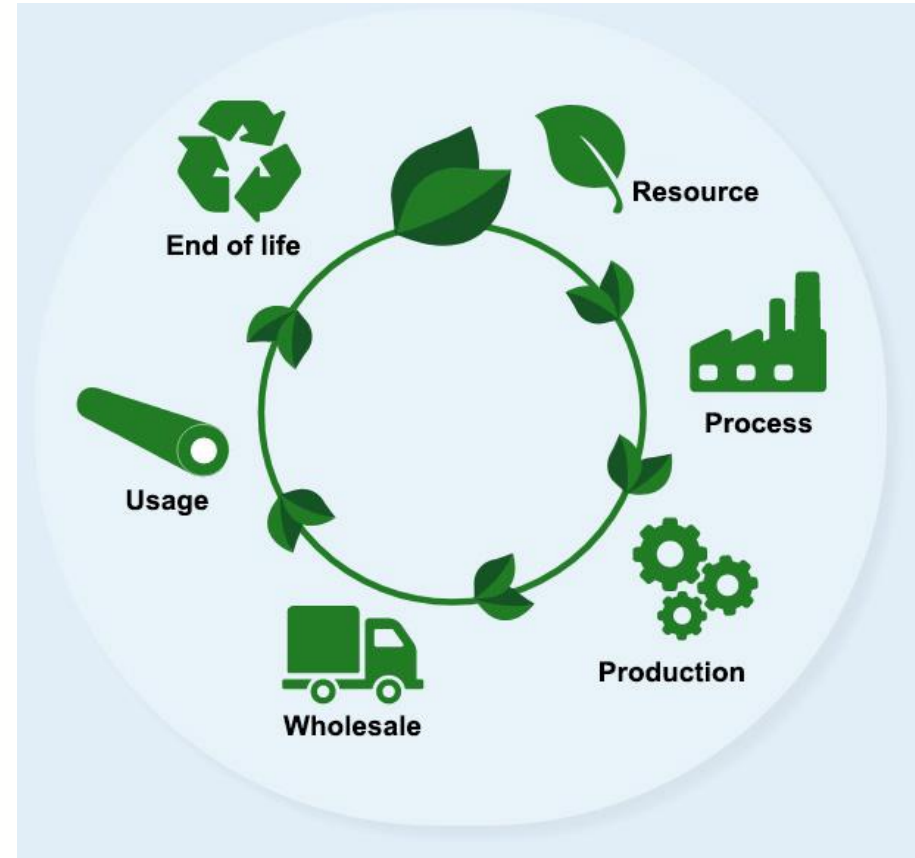 Resource
End of life
Process
Usage
Production
Wholesale